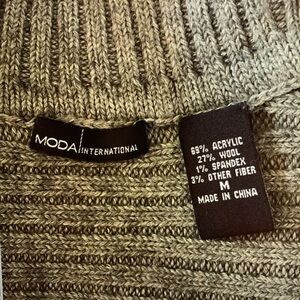 MODA INTERNATIONAL
69% ACRYLIC
27% WOOL
1% SPANDEX
3% OTHER FIBER
M
MADE IN CHINA